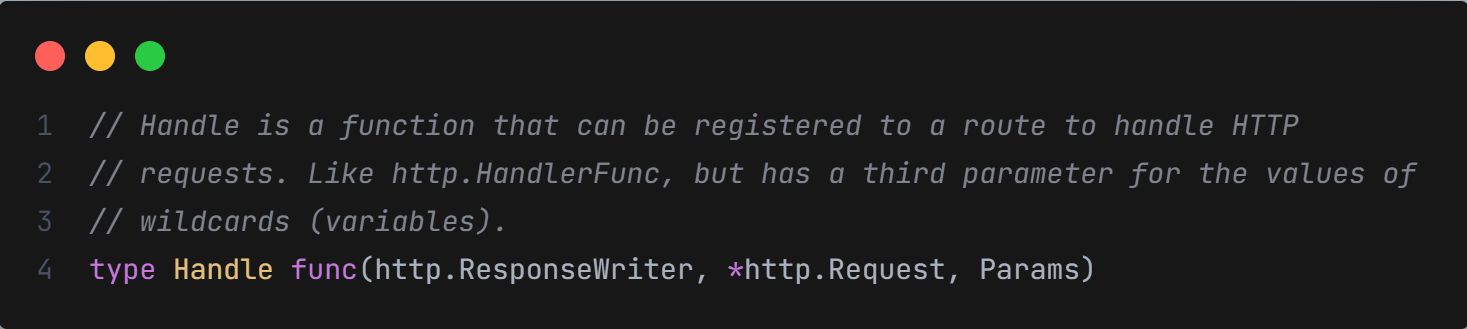 1 // Handle is a function that can be registered to a route to handle HTTP
2 // requests. Like http.HandlerFunc, but has a third parameter for the values of
3 // wildcards (variables).
4 type Handle func(http.ResponseWriter, *http.Request, Params)